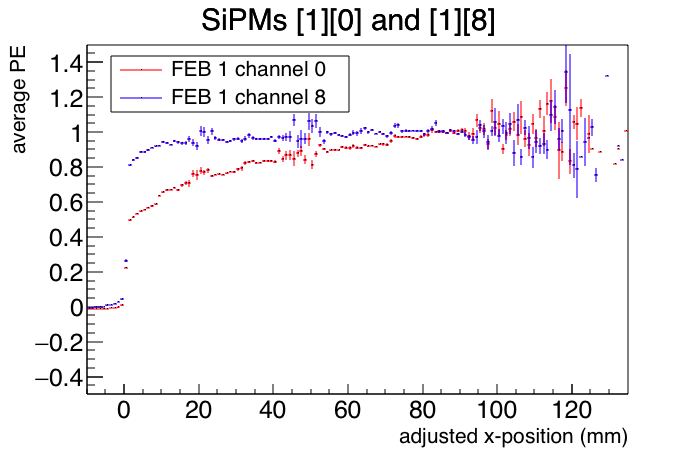 SiPMs [1][0] and [1][8]
average PE
FEB 1 channel 0
FEB 1 channel 8
1.4
1.2
1
0.8
0.6
0.4
0.2
0
−0.2
−0.4
0 20 40 60 80 100 120
adjusted x-position (mm)